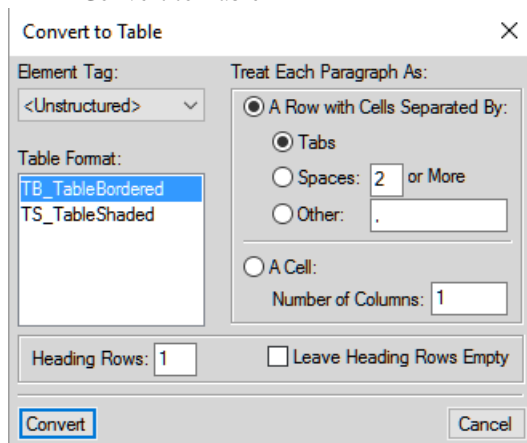 Convert to Table
Element Tag:
<Unstructured>
Table Format:
TB_TableBordered
TS_TableShaded
Treat Each Paragraph As:
A Row with Cells Separated By:
Tabs
Spaces: 2 or More
Other: ,
A Cell:
Number of Columns: 1
Heading Rows: 1
Leave Heading Rows Empty
Convert
Cancel